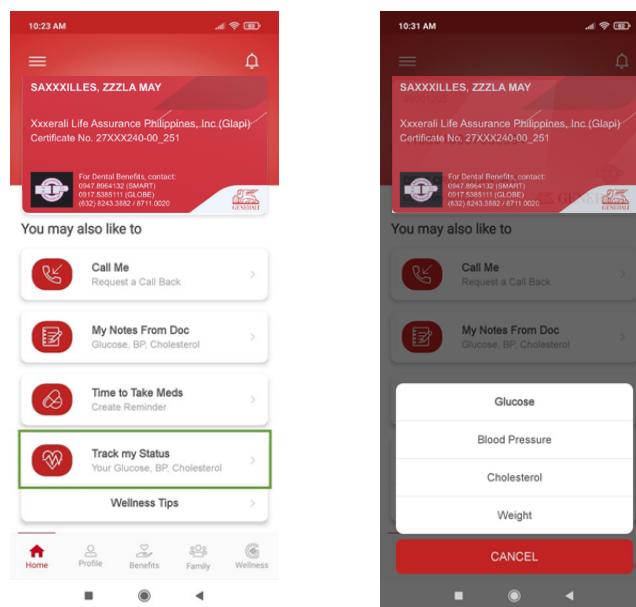 10:23 AM
SAXXXILLES, ZZZLA MAY
Xxxerali Life Assurance Philippines, Inc.(Glapi)
Certificate No. 27XXX240-00_251
For Dental Benefits, contact:
0947.8964132 (SMART)
0917.5385111 (GLOBE)
(632) 8243.3882 / 8711.0020
GENERALI
You may also like to
Call Me
Request a Call Back
My Notes From Doc
Glucose, BP, Cholesterol
Time to Take Meds
Create Reminder
Track my Status
Your Glucose, BP, Cholesterol
Wellness Tips
Home
Profile
Benefits
Family
Wellness
10:31 AM
SAXXXILLES, ZZZLA MAY
Xxxerali Life Assurance Philippines, Inc.(Glapi)
Certificate No. 27XXX240-00_251
For Dental Benefits, contact:
0947.8964132 (SMART)
0917.5385111 (GLOBE)
(632) 8243.3882 / 8711.0020
GENERALI
You may also like to
Call Me
Request a Call Back
My Notes From Doc
Glucose, BP, Cholesterol
Glucose
Blood Pressure
Cholesterol
Weight
CANCEL